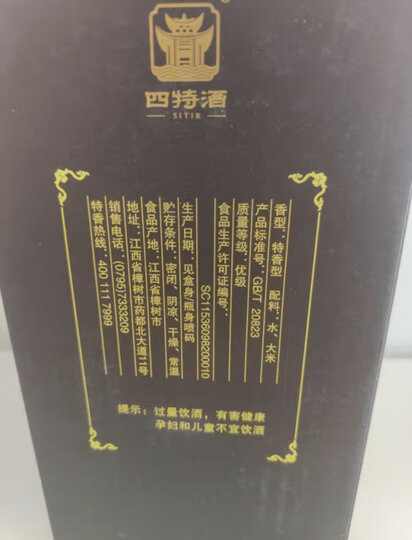 四特酒
SITIR
香型：特香型　配料：水、大米
产品标准号：GB/T 20823
质量等级：优级
食品生产许可证编号：
SC11536098200010
生产日期：见盒身/瓶身喷码
贮存条件：密闭、阴凉、干燥、常温
食品产地：江西省樟树市
地址：江西省樟树市药都北大道11号
销售电话：(0795)7333209
特香热线：400 111 7999
提示：过量饮酒，有害健康
孕妇和儿童不宜饮酒